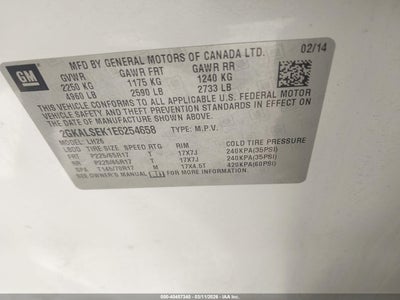 GM
MFD BY GENERAL MOTORS OF CANADA LTD.
02/14
GVWR GAWR FRT GAWR RR
2250 KG 1175 KG 1240 KG
4960 LB 2590 LB 2733 LB
THIS VEHICLE CONFORMS TO ALL APPLICABLE U.S. FEDERAL MOTOR
VEHICLE SAFETY, BUMPER, AND THEFT PREVENTION STANDARDS IN
EFFECT ON THE DATE OF MANUFACTURE SHOWN ABOVE.
2GKALSEK1E6254658 TYPE: M.P.V.
MODEL: LH26
LBCO TIRE SIZE SPEED RTG RIM COLD TIRE PRESSURE
FRT P225/65R17 T 17X7J 240KPA(35PSI)
RR P225/65R17 T 17X7J 240KPA(35PSI)
SPA T145/70R17 M 17X4.5T 420KPA(60PSI)
SEE OWNER'S MANUAL FOR ADDITIONAL INFORMATION
000-40457340 - 03/11/2026 - IAA, Inc.